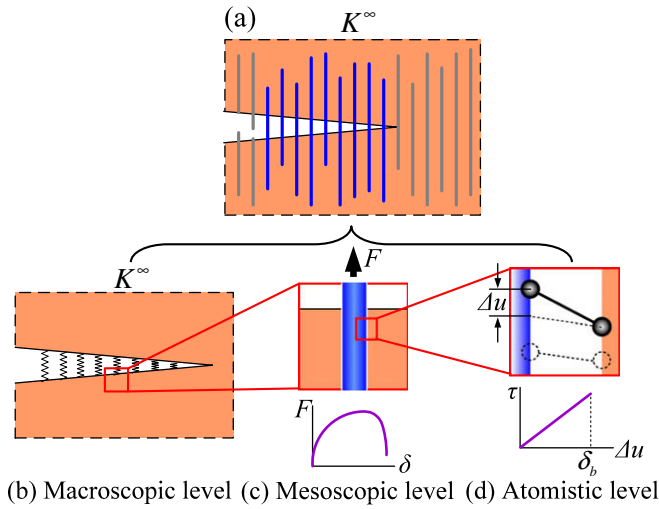 (a)
K∞
F
K∞
Δu
F
δ
τ
δb
Δu
(b) Macroscopic level (c) Mesoscopic level (d) Atomistic level